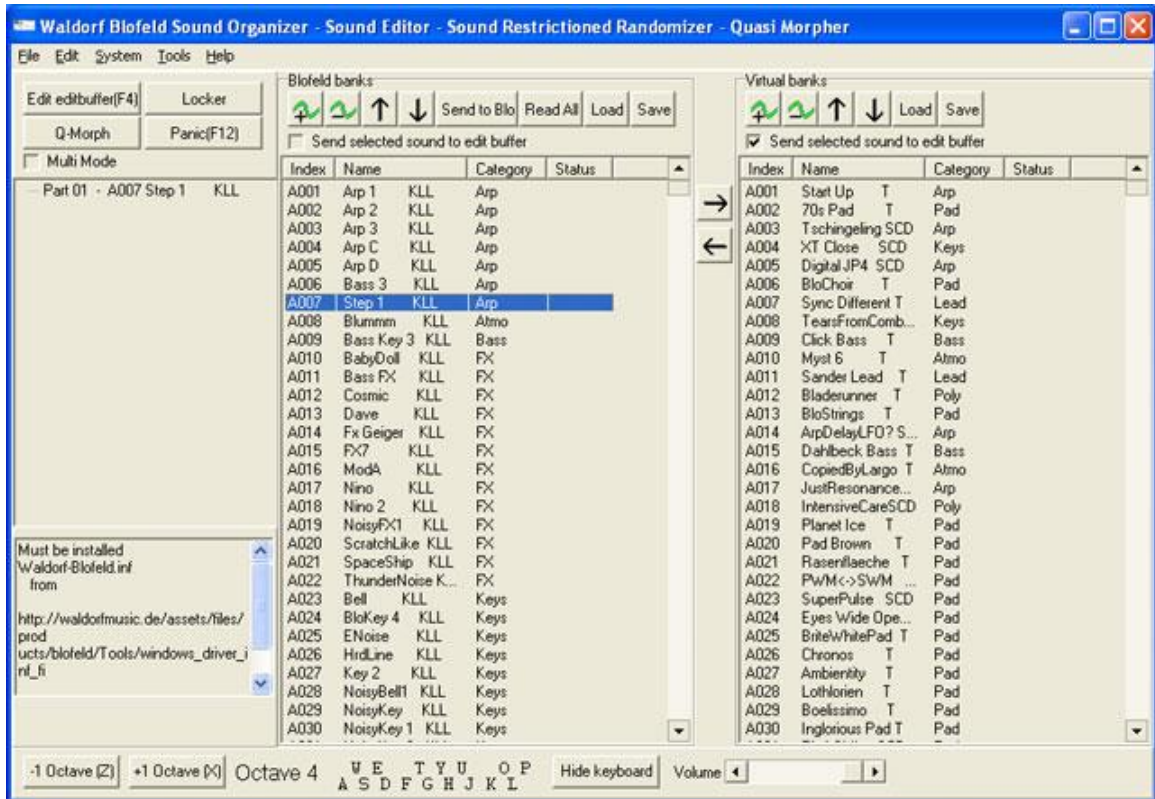 Waldorf Blofeld Sound Organizer - Sound Editor - Sound Restrictioned Randomizer - Quasi Morpher
File Edit System Tools Help
Edit editbuffer(F4) Locker
Q-Morph Panic(F12)
Multi Mode
Part 01 - A007 Step 1 KLL
Must be installed
Waldorf-Blofeld.inf
from
http://waldorfmusic.de/assets/files/
prod
ucts/blofeld/Tools/windows_driver_i
nf_fi
Blofeld banks
Send to Blo Read All Load Save
Send selected sound to edit buffer
Index Name Category Status
A001 Arp 1 KLL Arp
A002 Arp 2 KLL Arp
A003 Arp 3 KLL Arp
A004 Arp C KLL Arp
A005 Arp D KLL Arp
A006 Bass 3 KLL Arp
A007 Step 1 KLL Arp
A008 Blummm KLL Atmo
A009 Bass Key 3 KLL Bass
A010 BabyDoll KLL FX
A011 Bass FX KLL FX
A012 Cosmic KLL FX
A013 Dave KLL FX
A014 Fx Geiger KLL FX
A015 FX7 KLL FX
A016 ModA KLL FX
A017 Nino KLL FX
A018 Nino 2 KLL FX
A019 NoisyFX1 KLL FX
A020 ScratchLike KLL FX
A021 SpaceShip KLL FX
A022 ThunderNoise K... FX
A023 Bell KLL Keys
A024 BloKey 4 KLL Keys
A025 ENoise KLL Keys
A026 HrdLine KLL Keys
A027 Key 2 KLL Keys
A028 NoisyBell1 KLL Keys
A029 NoisyKey KLL Keys
A030 NoisyKey 1 KLL Keys
Virtual banks
Load Save
Send selected sound to edit buffer
Index Name Category Status
A001 Start Up T Arp
A002 70s Pad T Pad
A003 Tschingeling SCD Arp
A004 XT Close SCD Keys
A005 Digital JP4 SCD Arp
A006 BloChoir T Pad
A007 Sync Different T Lead
A008 TearsFromComb... Keys
A009 Click Bass T Bass
A010 Myst 6 T Atmo
A011 Sander Lead T Lead
A012 Bladerunner T Poly
A013 BloStrings T Pad
A014 ArpDelayLFO? S... Arp
A015 Dahlbeck Bass T Bass
A016 CopiedByLargo T Atmo
A017 JustResonance... Arp
A018 IntensiveCareSCD Poly
A019 Planet Ice T Pad
A020 Pad Brown T Pad
A021 Rasenflaeche T Pad
A022 PWM<->SWM ... Pad
A023 SuperPulse SCD Pad
A024 Eyes Wide Ope... Pad
A025 BriteWhitePad T Pad
A026 Chronos T Pad
A027 Ambientity T Pad
A028 Lothlorien T Pad
A029 Boelissimo T Pad
A030 Inglorious Pad T Pad
-1 Octave (Z) +1 Octave (X) Octave 4 W E T Y U O P Hide keyboard Volume
A S D F G H J K L